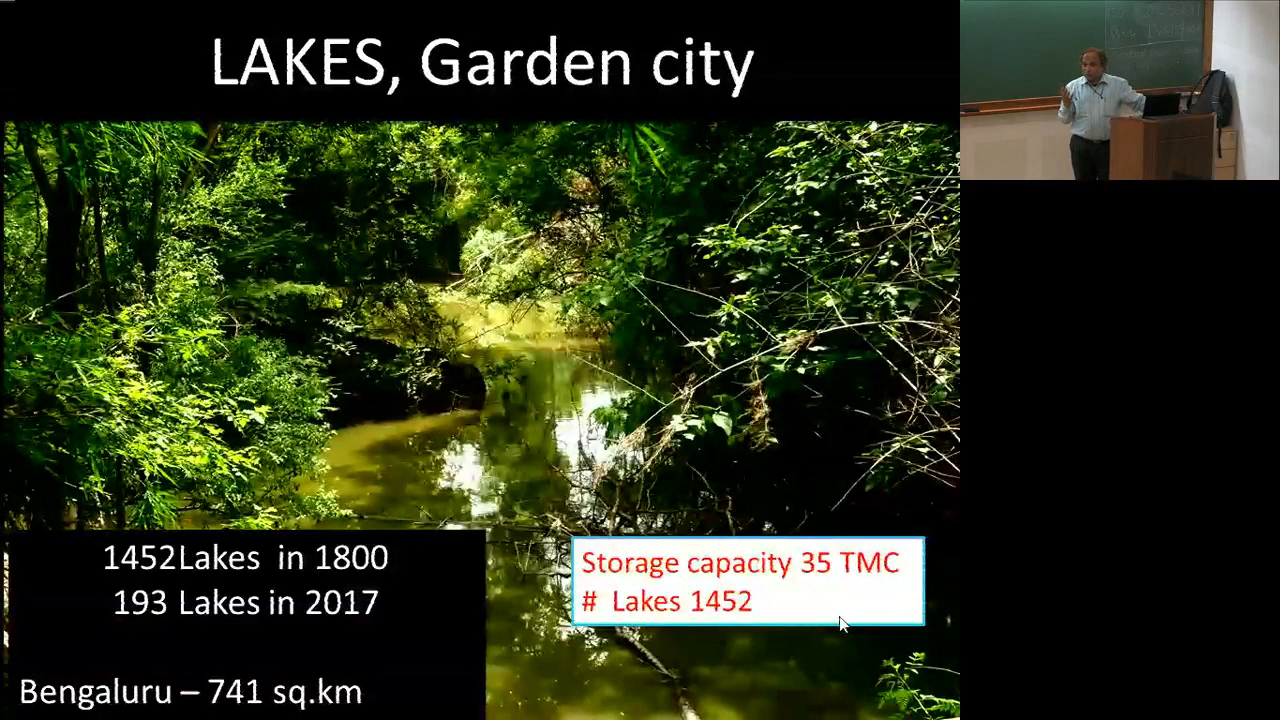 LAKES, Garden city
1452Lakes in 1800
193 Lakes in 2017
Bengaluru – 741 sq.km
Storage capacity 35 TMC
# Lakes 1452